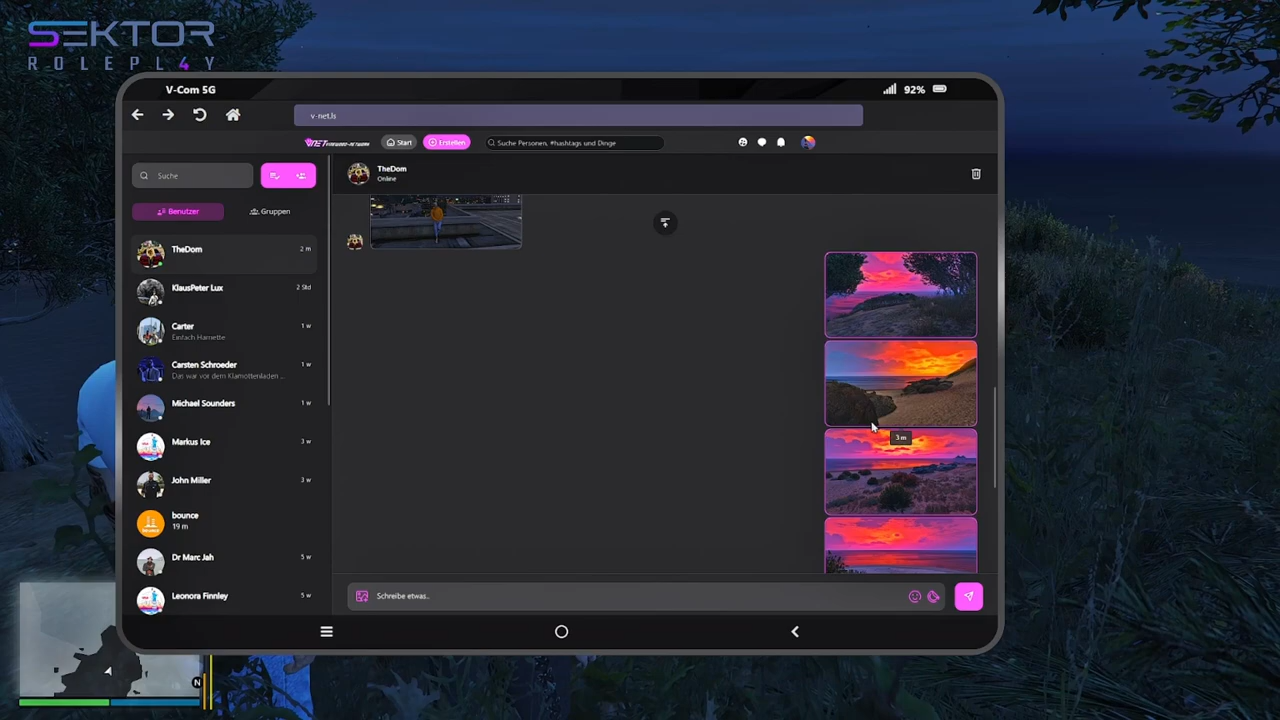 SEKTOR
ROLEPL4Y
V-Com 5G
92%
v-net.ls
Start
Erstellen
Suche Personen, #hashtags und Dinge
Suche
TheDom
Online
Benutzer
Gruppen
TheDom
2 m
KlausPeter Lux
2 Std
Carter
1 w
Einfach Harnette
Carsten Schroeder
1 w
Das war vor dem Klamottenladen ...
Michael Sounders
1 w
Markus Ice
3 w
John Miller
3 w
bounce
19 m
Dr Marc Jah
5 w
Leonora Finnley
5 w
3 m
Schreibe etwas..
N